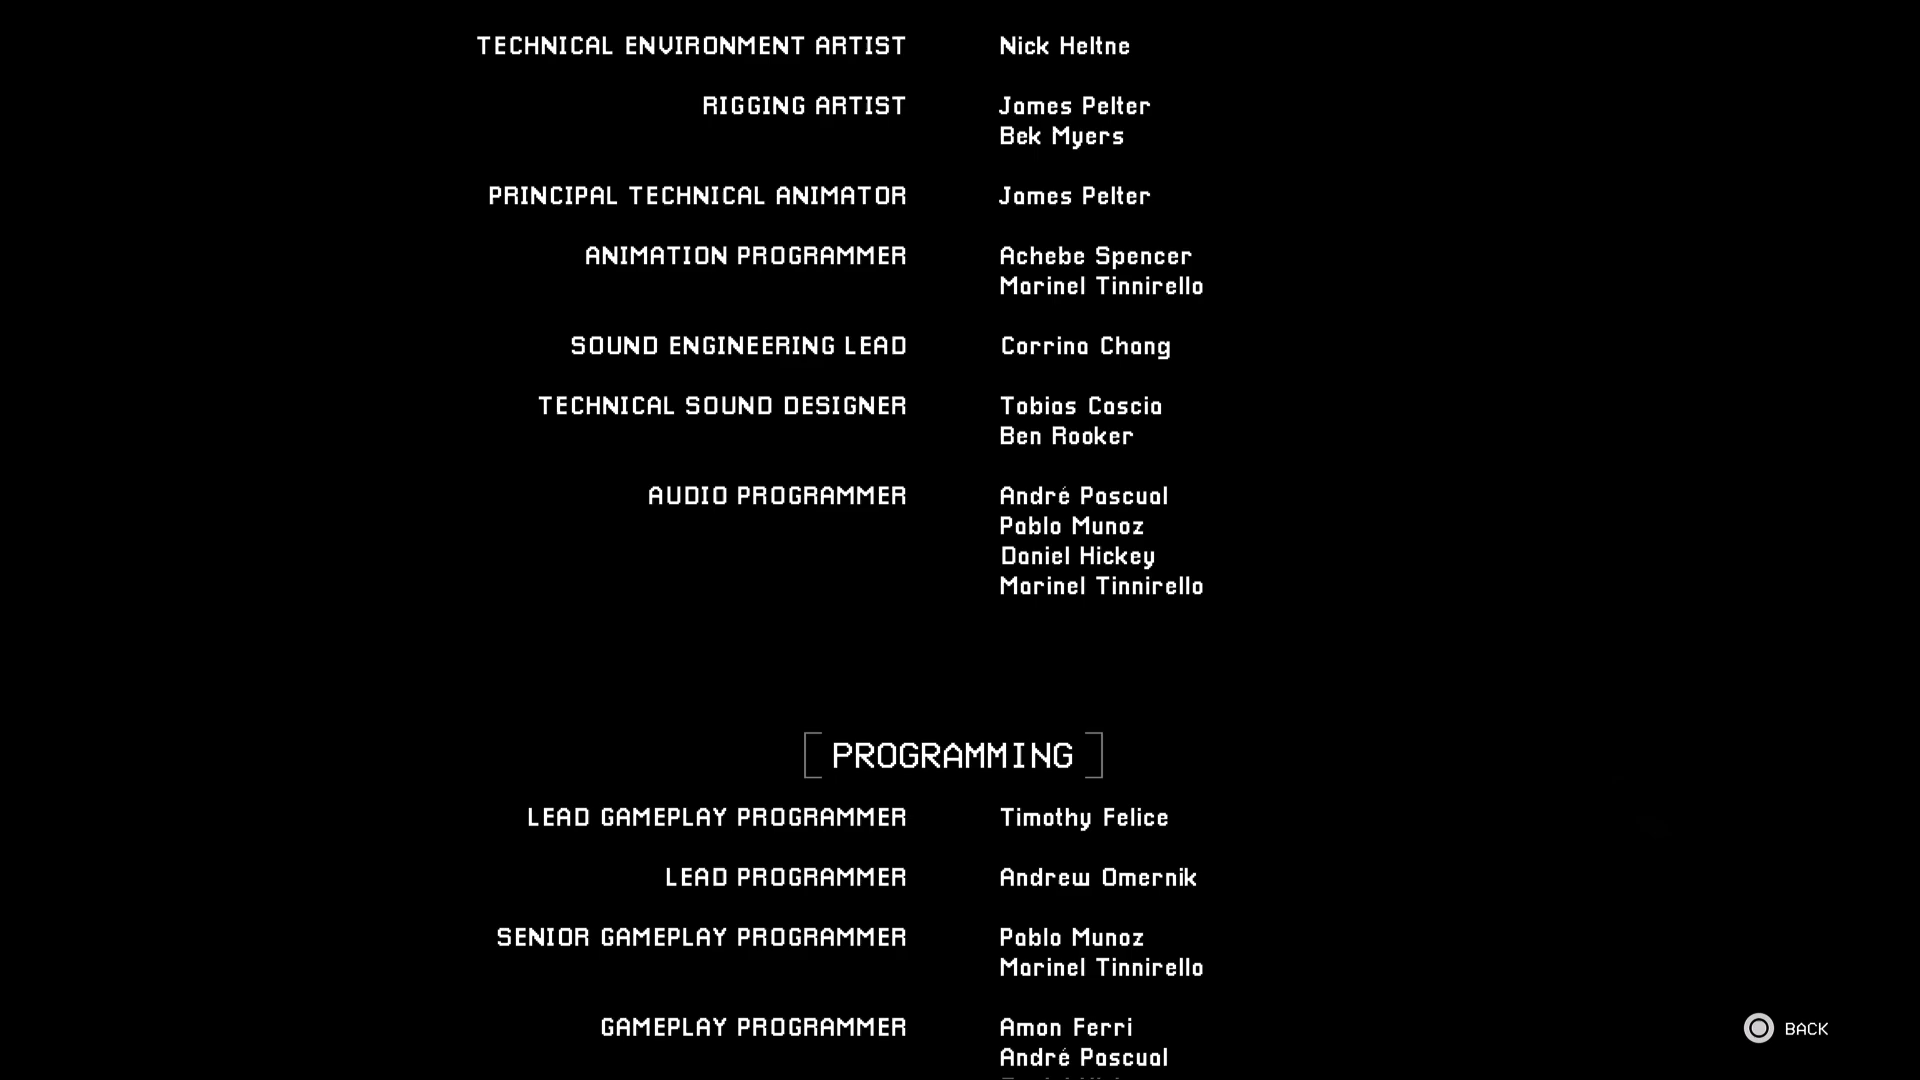 TECHNICAL ENVIRONMENT ARTIST Nick Heltne
RIGGING ARTIST James Pelter
Bek Myers
PRINCIPAL TECHNICAL ANIMATOR James Pelter
ANIMATION PROGRAMMER Achebe Spencer
Marinel Tinnirello
SOUND ENGINEERING LEAD Corrina Chang
TECHNICAL SOUND DESIGNER Tobias Cascia
Ben Rooker
AUDIO PROGRAMMER André Pascual
Pablo Munoz
Daniel Hickey
Marinel Tinnirello
PROGRAMMING
LEAD GAMEPLAY PROGRAMMER Timothy Felice
LEAD PROGRAMMER Andrew Omernik
SENIOR GAMEPLAY PROGRAMMER Pablo Munoz
Marinel Tinnirello
GAMEPLAY PROGRAMMER Amon Ferri
BACK
André Pascual